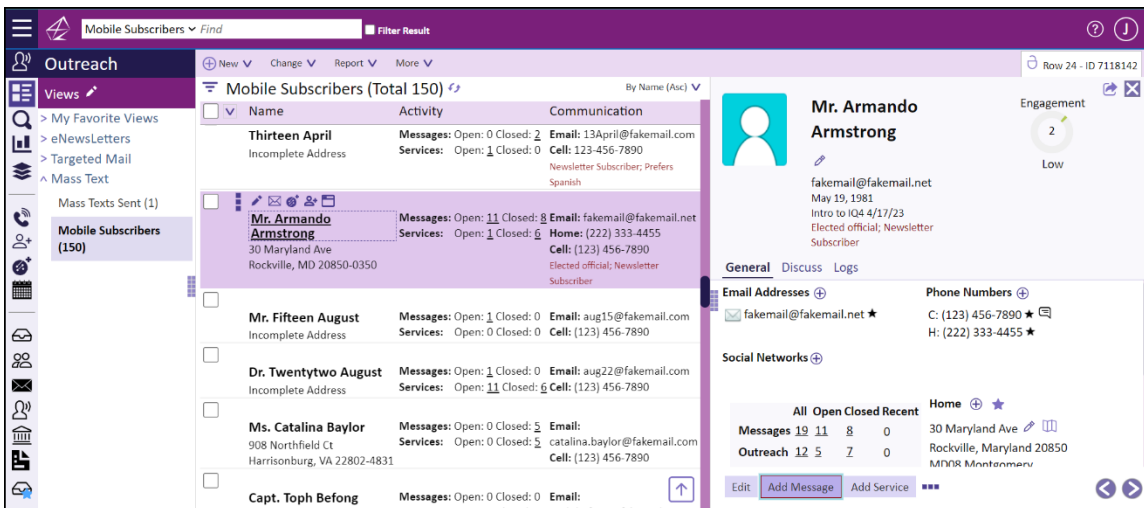 Mobile Subscribers Find Filter Result ? J
Outreach New Change Report More Row 24 - ID 7118142
Views
> My Favorite Views
> eNewsLetters
> Targeted Mail
^ Mass Text
Mass Texts Sent (1)
Mobile Subscribers
(150)
Mobile Subscribers (Total 150) By Name (Asc)
Name Activity Communication
Thirteen April Messages: Open: 0 Closed: 2 Email: 13April@fakemail.com
Incomplete Address Services: Open: 1 Closed: 0 Cell: 123-456-7890
Newsletter Subscriber; Prefers
Spanish
Mr. Armando Messages: Open: 11 Closed: 8 Email: fakemail@fakemail.net
Armstrong Services: Open: 1 Closed: 6 Home: (222) 333-4455
30 Maryland Ave Cell: (123) 456-7890
Rockville, MD 20850-0350 Elected official; Newsletter
Subscriber
Mr. Fifteen August Messages: Open: 1 Closed: 0 Email: aug15@fakemail.com
Incomplete Address Services: Open: 0 Closed: 0 Cell: (123) 456-7890
Dr. Twentytwo August Messages: Open: 1 Closed: 0 Email: aug22@fakemail.com
Incomplete Address Services: Open: 11 Closed: 6 Cell: (123) 456-7890
Ms. Catalina Baylor Messages: Open: 0 Closed: 5 Email:
908 Northfield Ct Services: Open: 0 Closed: 5 catalina.baylor@fakemail.com
Harrisonburg, VA 22802-4831 Cell: (123) 456-7890
Capt. Toph Befong Messages: Open: 0 Closed: 0 Email:
Mr. Armando
Armstrong
Engagement
2
Low
fakemail@fakemail.net
May 19, 1981
Intro to IQ4 4/17/23
Elected official; Newsletter
Subscriber
General Discuss Logs
Email Addresses Phone Numbers
fakemail@fakemail.net C: (123) 456-7890
H: (222) 333-4455
Social Networks
All Open Closed Recent
Messages 19 11 8 0
Outreach 12 5 7 0
Home
30 Maryland Ave
Rockville, Maryland 20850
MD08 Montgomery
Edit Add Message Add Service